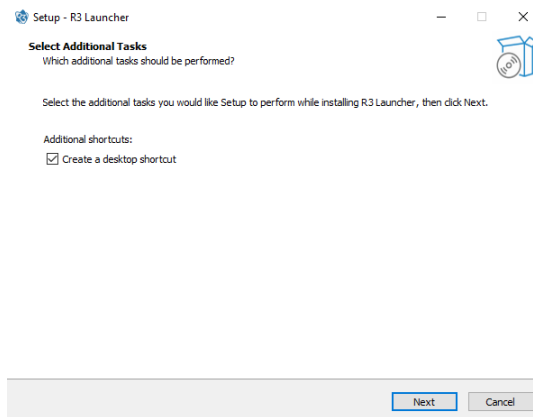 Setup - R3 Launcher
Select Additional Tasks
Which additional tasks should be performed?
Select the additional tasks you would like Setup to perform while installing R3 Launcher, then click Next.
Additional shortcuts:
Create a desktop shortcut
Next Cancel